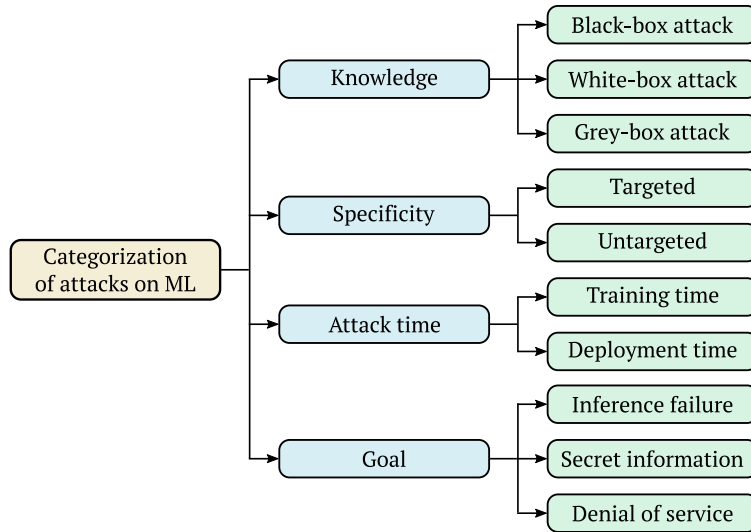 Categorization
of attacks on ML
Knowledge
Black-box attack
White-box attack
Grey-box attack
Specificity
Targeted
Untargeted
Attack time
Training time
Deployment time
Goal
Inference failure
Secret information
Denial of service